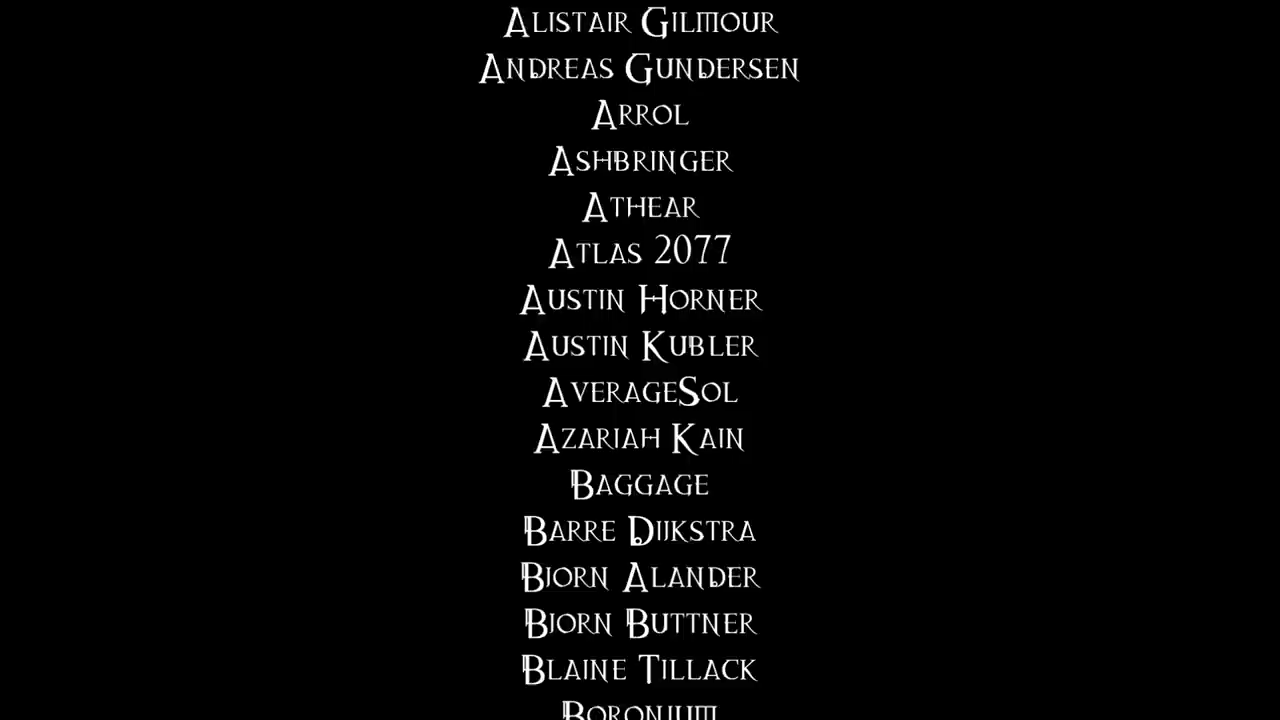 Alistair Gilmour
Andreas Gundersen
Arrol
Ashbringer
Athear
Atlas 2077
Austin Horner
Austin Kubler
AverageSol
Azariah Kain
Baggage
Barre Dijkstra
Bjorn Alander
Bjorn Buttner
Blaine Tillack
Boronium